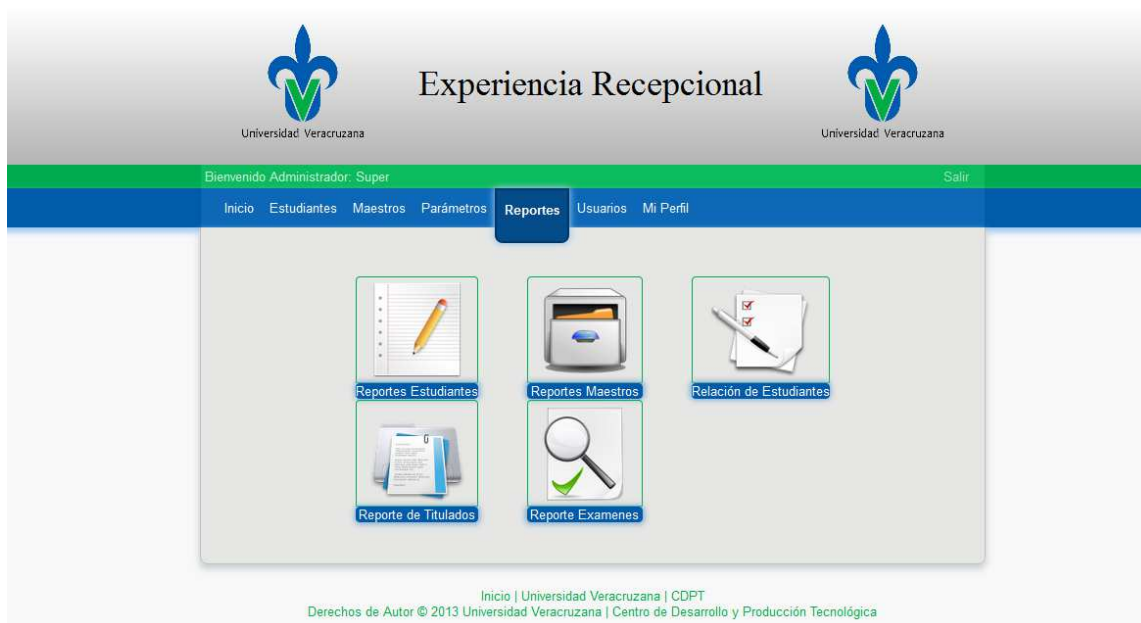 Experiencia Recepcional
Universidad Veracruzana
Universidad Veracruzana
Bienvenido Administrador: Super
Salir
Inicio Estudiantes Maestros Parámetros Reportes Usuarios Mi Perfil
Reportes Estudiantes
Reportes Maestros
Relación de Estudiantes
Reporte de Titulados
Reporte Examenes
Inicio | Universidad Veracruzana | CDPT
Derechos de Autor © 2013 Universidad Veracruzana | Centro de Desarrollo y Producción Tecnológica